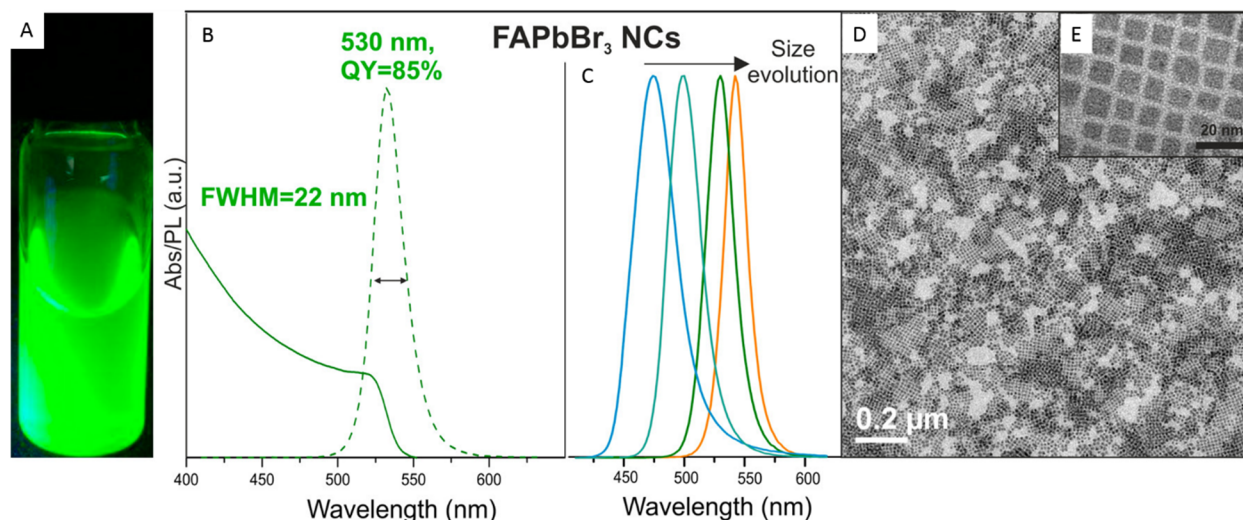 A
B
530 nm,
QY=85%
FWHM=22 nm
Abs/PL (a.u.)
400
450
500
550
600
Wavelength (nm)
FAPbBr₃ NCs
C
Size
evolution
450
500
550
600
Wavelength (nm)
D
0.2 µm
E
20 nm